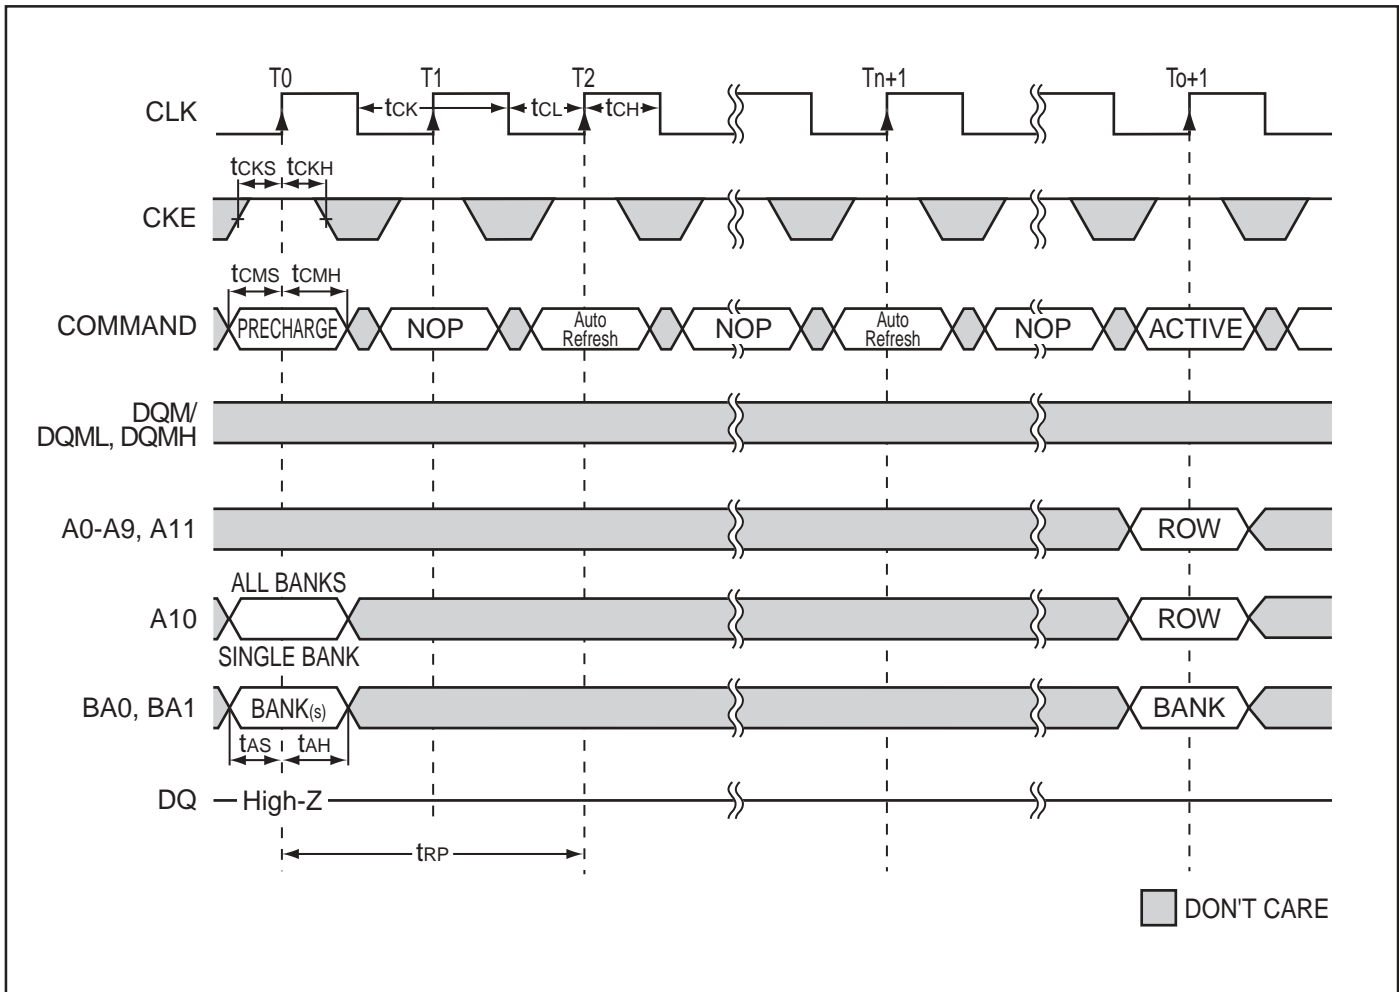 T0 T1 T2 Tn+1 To+1
CLK tCK tCL tCH
tCKS tCKH
CKE
tCMS tCMH
COMMAND PRECHARGE NOP Auto Refresh NOP Auto Refresh NOP ACTIVE
DQM/
DQML, DQMH
A0-A9, A11 ROW
ALL BANKS
A10 ROW
SINGLE BANK
BA0, BA1 BANK(s) BANK
tAS tAH
DQ High-Z
tRP
DON'T CARE